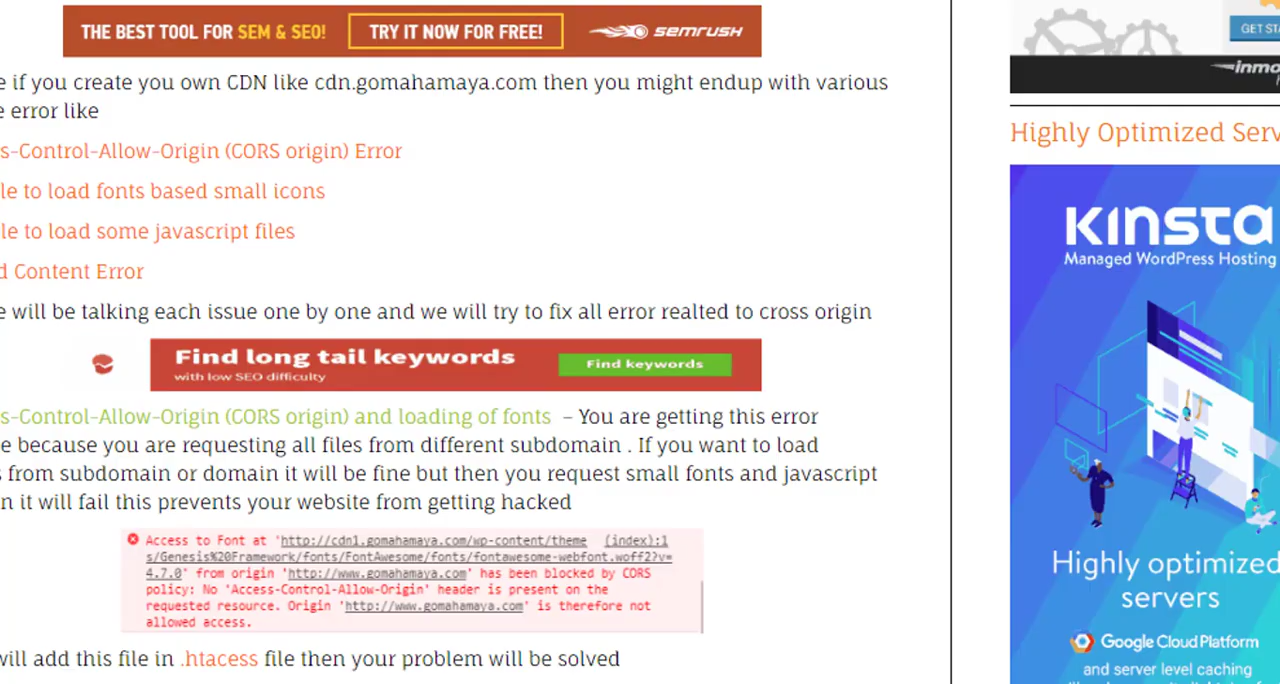 THE BEST TOOL FOR SEM & SEO! TRY IT NOW FOR FREE! SEMRUSH
e if you create you own CDN like cdn.gomahamaya.com then you might endup with various
e error like
s-Control-Allow-Origin (CORS origin) Error
le to load fonts based small icons
le to load some javascript files
d Content Error
e will be talking each issue one by one and we will try to fix all error realted to cross origin
Find long tail keywords
with low SEO difficulty
Find keywords
s-Control-Allow-Origin (CORS origin) and loading of fonts – You are getting this error
e because you are requesting all files from different subdomain . If you want to load
s from subdomain or domain it will be fine but then you request small fonts and javascript
n it will fail this prevents your website from getting hacked
Access to Font at 'http://cdn1.gomahamaya.com/wp-content/theme (index):1
s/Genesis%20Framework/fonts/FontAwesome/fonts/fontawesome-webfont.woff2?v=
4.7.0' from origin 'http://www.gomahamaya.com' has been blocked by CORS
policy: No 'Access-Control-Allow-Origin' header is present on the
requested resource. Origin 'http://www.gomahamaya.com' is therefore not
allowed access.
will add this file in .htacess file then your problem will be solved
GET STA
inmo
Highly Optimized Serv
KINSTA
Managed WordPress Hosting
Highly optimized
servers
Google Cloud Platform
and server level caching